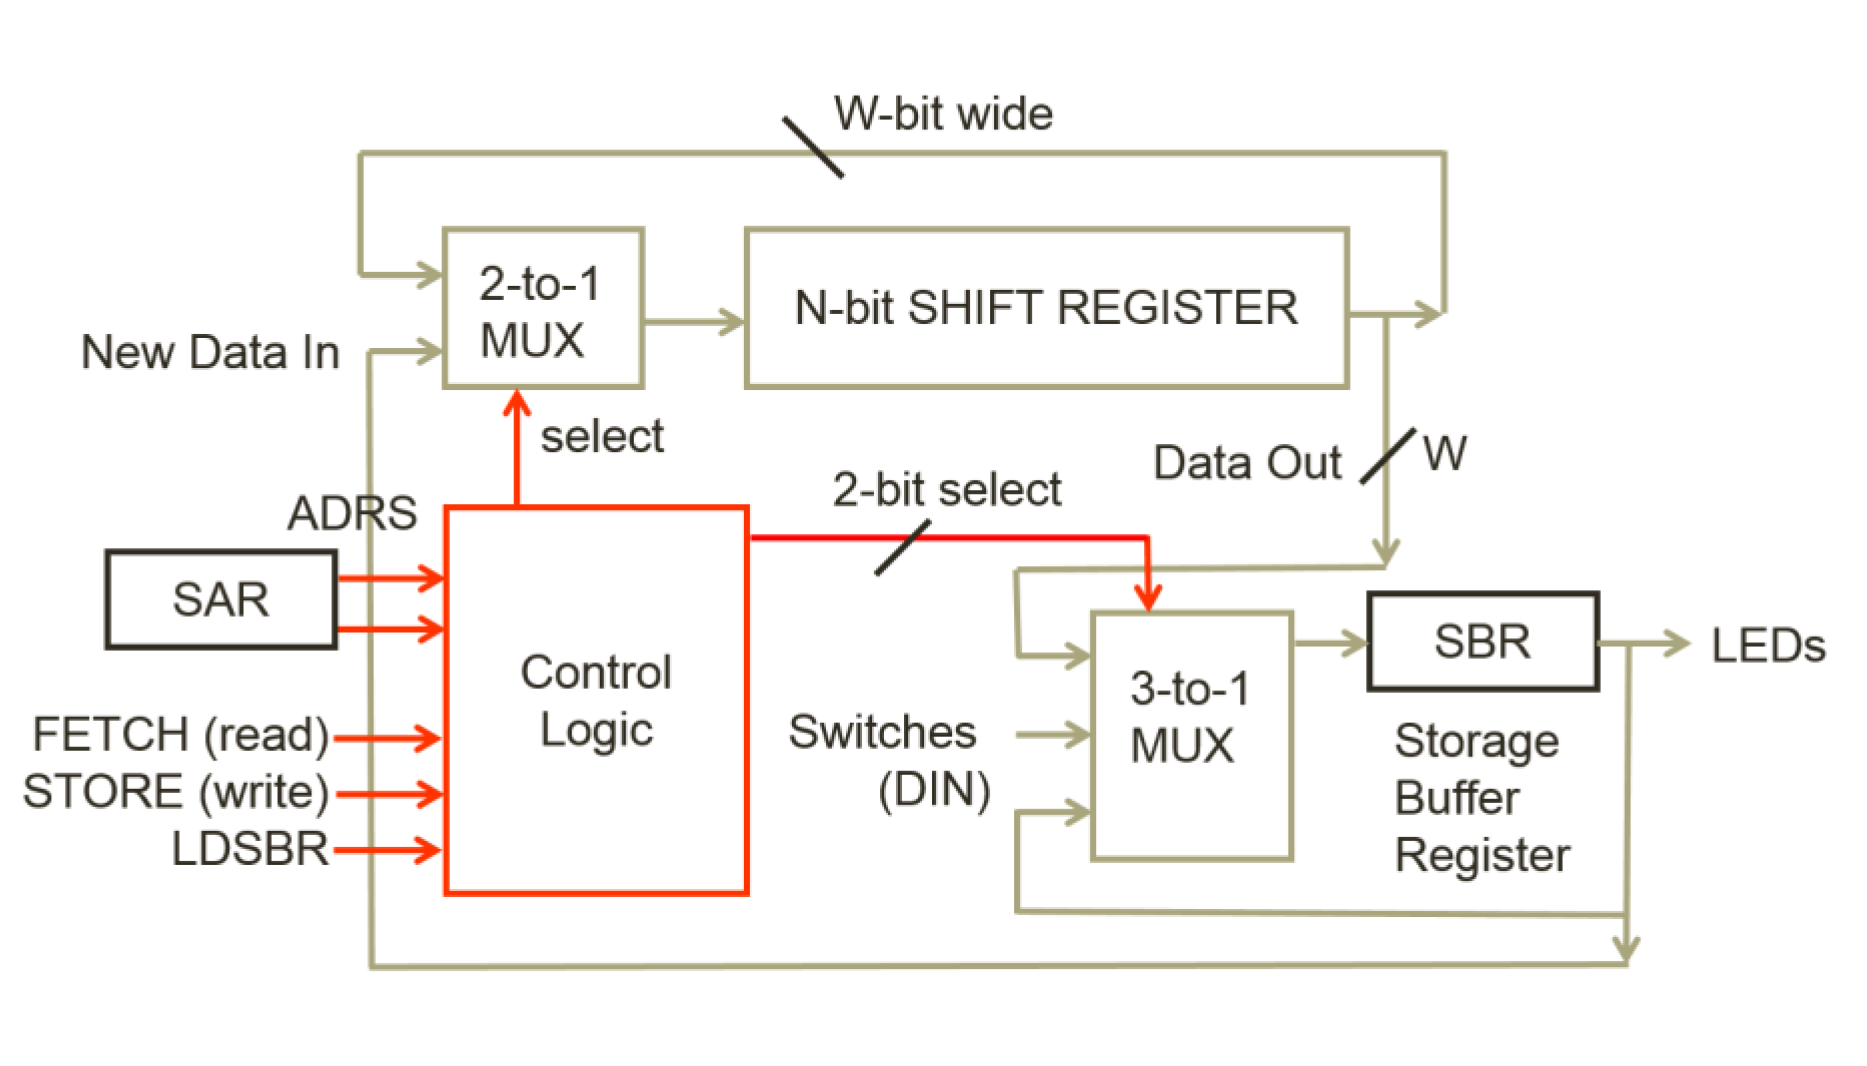 W-bit wide
2-to-1
MUX
N-bit SHIFT REGISTER
New Data In
select
Data Out
W
2-bit select
ADRS
SAR
Control
Logic
FETCH (read)
STORE (write)
LDSBR
Switches
(DIN)
3-to-1
MUX
SBR
LEDs
Storage
Buffer
Register